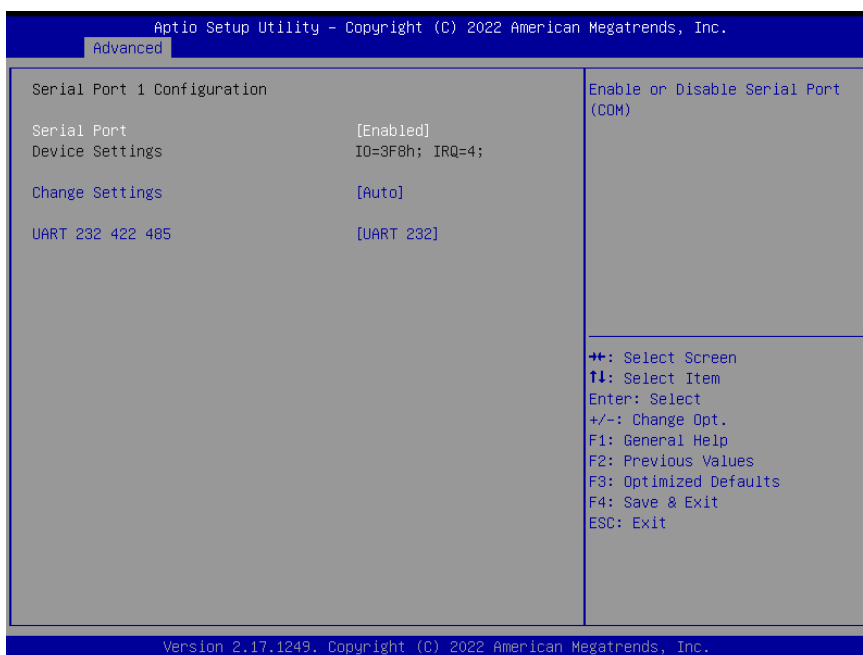 Aptio Setup Utility – Copyright (C) 2022 American Megatrends, Inc.
Advanced
Serial Port 1 Configuration
Serial Port [Enabled]
Device Settings IO=3F8h; IRQ=4;
Change Settings [Auto]
UART 232 422 485 [UART 232]
Enable or Disable Serial Port
(COM)
→←: Select Screen
↑↓: Select Item
Enter: Select
+/-: Change Opt.
F1: General Help
F2: Previous Values
F3: Optimized Defaults
F4: Save & Exit
ESC: Exit
Version 2.17.1249. Copyright (C) 2022 American Megatrends, Inc.